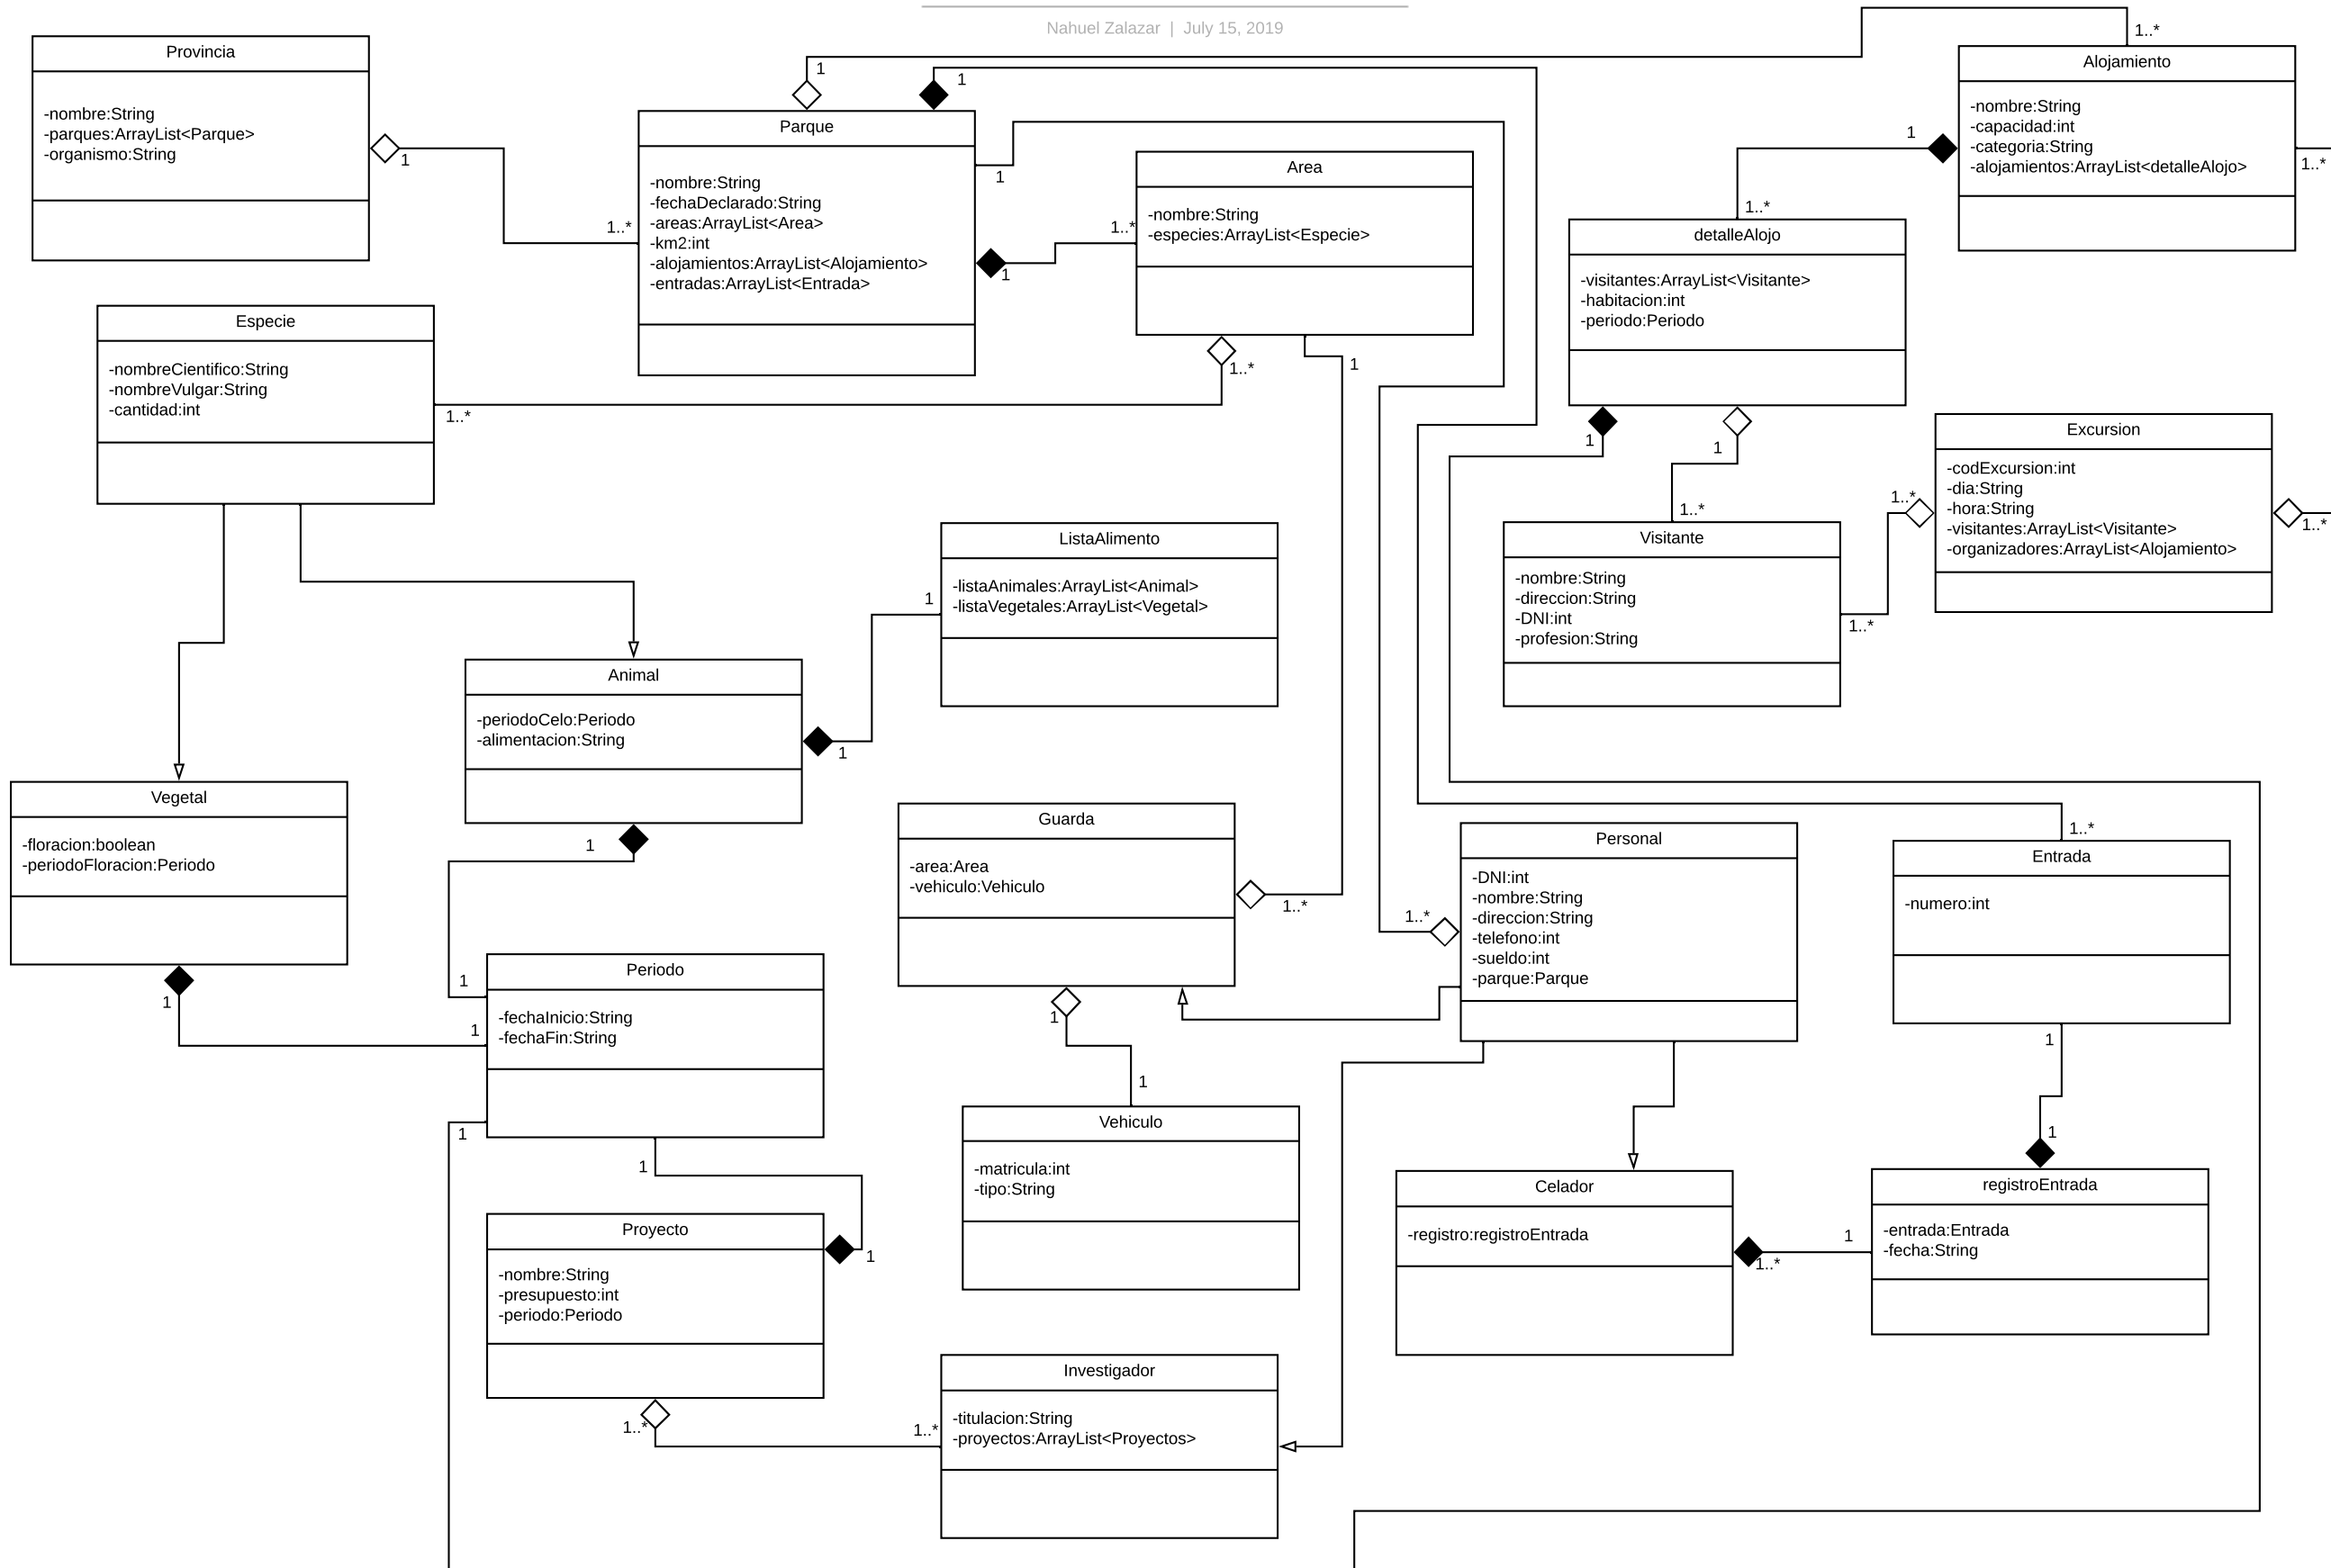 Nahuel Zalazar | July 15, 2019
Provincia
-nombre:String
-parques:ArrayList<Parque>
-organismo:String
1
1..*
Parque
-nombre:String
-fechaDeclarado:String
-areas:ArrayList<Area>
-km2:int
-alojamientos:ArrayList<Alojamiento>
-entradas:ArrayList<Entrada>
1
1
1
1
1..*
Area
-nombre:String
-especies:ArrayList<Especie>
1..*
1
1..*
Alojamiento
-nombre:String
-capacidad:int
-categoria:String
-alojamientos:ArrayList<detalleAlojo>
1
1..*
1..*
detalleAlojo
-visitantes:ArrayList<Visitante>
-habitacion:int
-periodo:Periodo
1
1
Especie
-nombreCientifico:String
-nombreVulgar:String
-cantidad:int
1..*
Excursion
-codExcursion:int
-dia:String
-hora:String
-visitantes:ArrayList<Visitante>
-organizadores:ArrayList<Alojamiento>
1..*
1..*
1..*
Visitante
-nombre:String
-direccion:String
-DNI:int
-profesion:String
1..*
ListaAlimento
-listaAnimales:ArrayList<Animal>
-listaVegetales:ArrayList<Vegetal>
1
Animal
-periodoCelo:Periodo
-alimentacion:String
1
1
Vegetal
-floracion:boolean
-periodoFloracion:Periodo
1
Guarda
-area:Area
-vehiculo:Vehiculo
1..*
1
Personal
-DNI:int
-nombre:String
-direccion:String
-telefono:int
-sueldo:int
-parque:Parque
1..*
1..*
Entrada
-numero:int
1
1
1
Periodo
-fechaInicio:String
-fechaFin:String
1
1
1
Vehiculo
-matricula:int
-tipo:String
Celador
-registro:registroEntrada
1..*
1
1
registroEntrada
-entrada:Entrada
-fecha:String
Proyecto
-nombre:String
-presupuesto:int
-periodo:Periodo
1
1..*
1..*
Investigador
-titulacion:String
-proyectos:ArrayList<Proyectos>